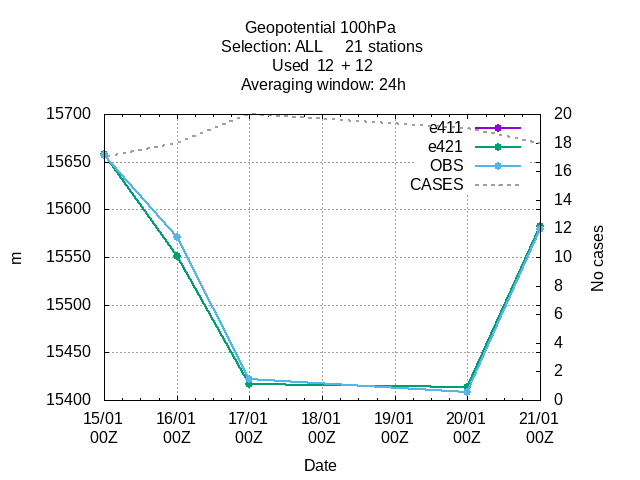 Geopotential 100hPa
Selection: ALL     21 stations
Used  12  + 12
Averaging window: 24h
15700
15650
15600
15550
15500
15450
15400
m
20
18
16
14
12
10
8
6
4
2
0
No cases
e411
e421
OBS
CASES
15/01 16/01 17/01 18/01 19/01 20/01 21/01
00Z 00Z 00Z 00Z 00Z 00Z 00Z
Date